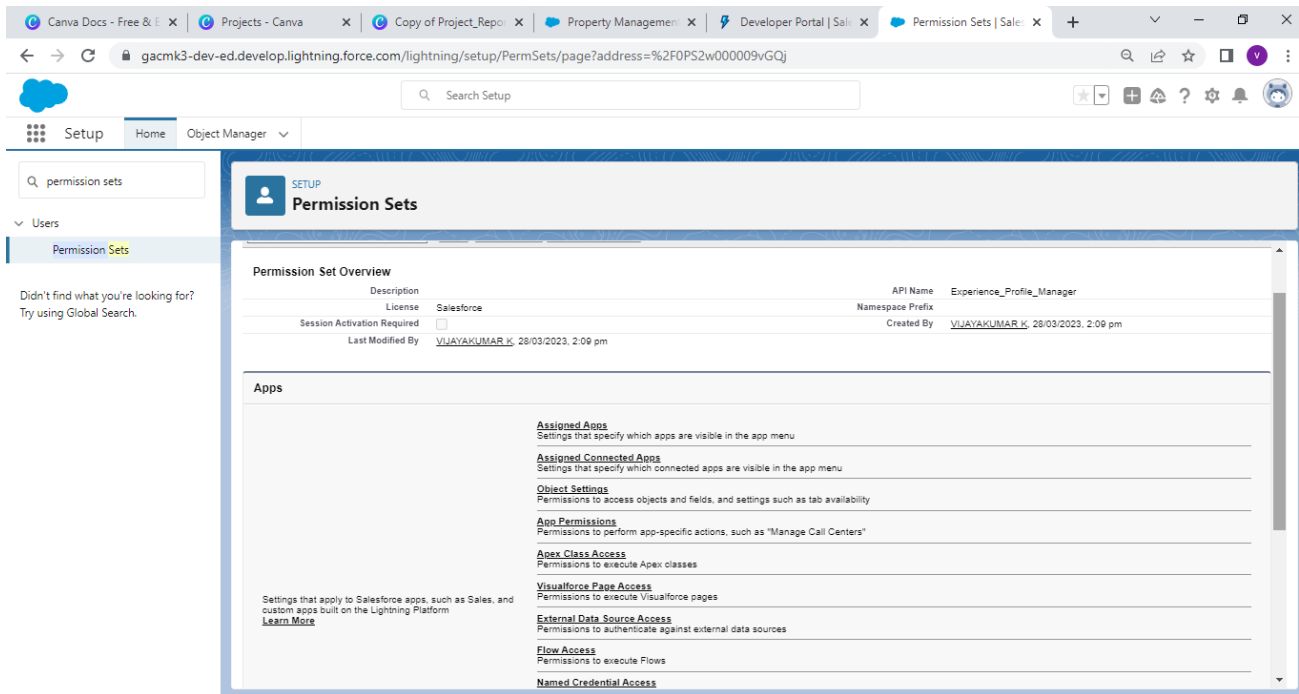 Canva Docs - Free & E
Projects - Canva
Copy of Project_Repor
Property Managemen
Developer Portal | Sale
Permission Sets | Sales
gacmk3-dev-ed.develop.lightning.force.com/lightning/setup/PermSets/page?address=%2F0PS2w000009vGQj
V
Search Setup
Setup
Home
Object Manager
permission sets
Users
Permission Sets
Didn't find what you're looking for?
Try using Global Search.
SETUP
Permission Sets
Permission Set Overview
Description
API Name Experience_Profile_Manager
License Salesforce
Namespace Prefix
Session Activation Required
Created By VIJAYAKUMAR K, 28/03/2023, 2:09 pm
Last Modified By VIJAYAKUMAR K, 28/03/2023, 2:09 pm
Apps
Settings that apply to Salesforce apps, such as Sales, and
custom apps built on the Lightning Platform
Learn More
Assigned Apps
Settings that specify which apps are visible in the app menu
Assigned Connected Apps
Settings that specify which connected apps are visible in the app menu
Object Settings
Permissions to access objects and fields, and settings such as tab availability
App Permissions
Permissions to perform app-specific actions, such as "Manage Call Centers"
Apex Class Access
Permissions to execute Apex classes
Visualforce Page Access
Permissions to execute Visualforce pages
External Data Source Access
Permissions to authenticate against external data sources
Flow Access
Permissions to execute Flows
Named Credential Access